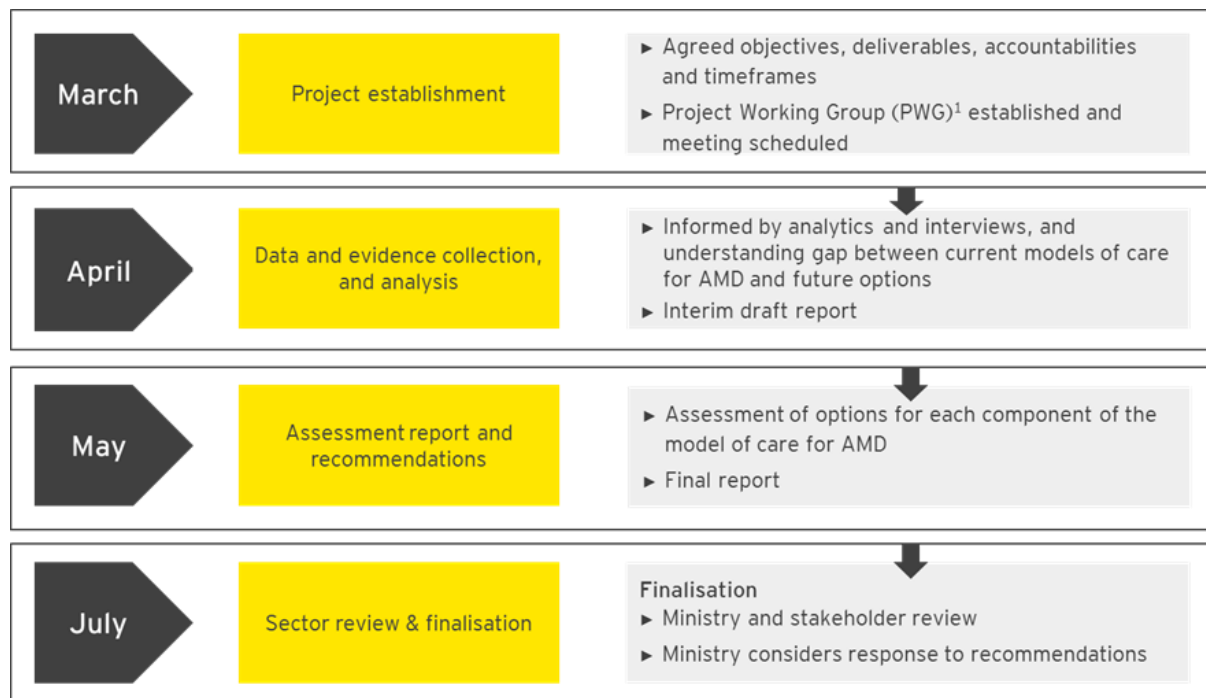 March
Project establishment
► Agreed objectives, deliverables, accountabilities
and timeframes
► Project Working Group (PWG)¹ established and
meeting scheduled
April
Data and evidence collection,
and analysis
► Informed by analytics and interviews, and
understanding gap between current models of care
for AMD and future options
► Interim draft report
May
Assessment report and
recommendations
► Assessment of options for each component of the
model of care for AMD
► Final report
July
Sector review & finalisation
Finalisation
► Ministry and stakeholder review
► Ministry considers response to recommendations